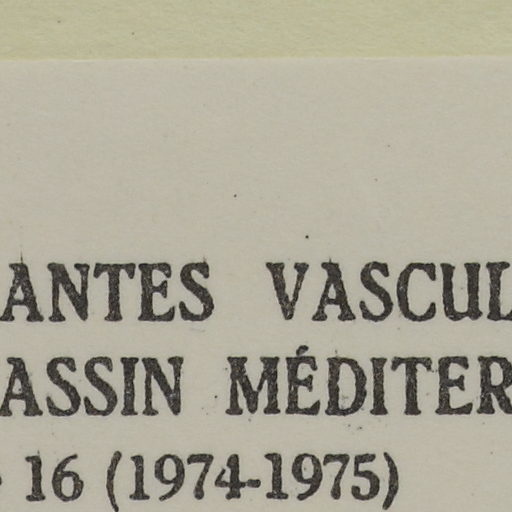 ANTES VASCUL
ASSIN MÉDITER
16 (1974-1975)